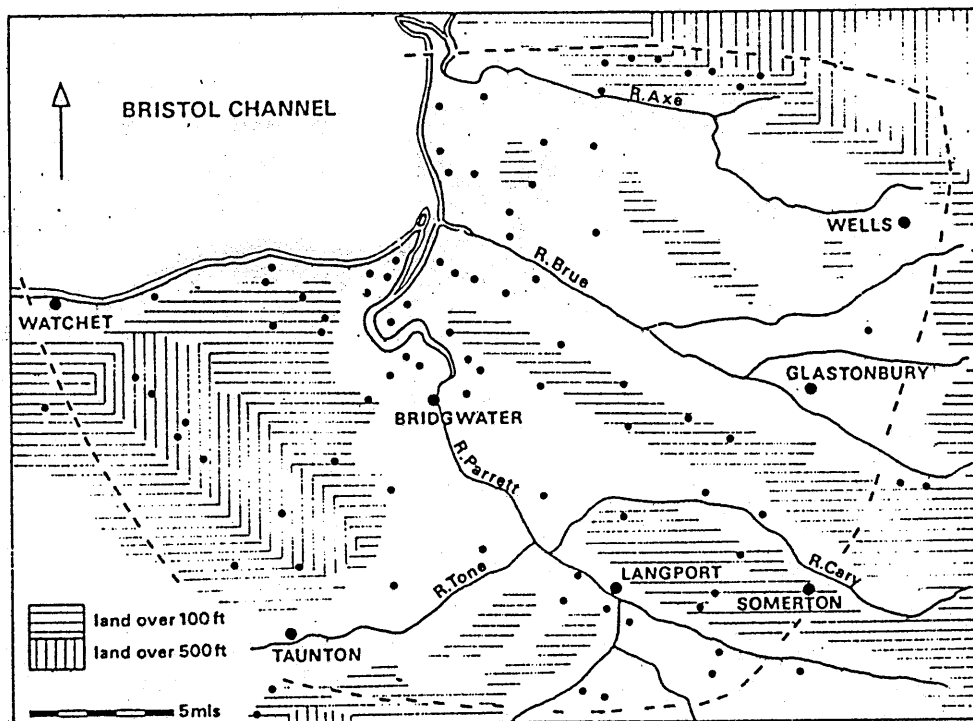 BRISTOL CHANNEL
R.Axe
WELLS
R.Brue
WATCHET
GLASTONBURY
BRIDGWATER
R.Parrett
R.Tone
LANGPORT
R.Cary
SOMERTON
land over 100 ft
land over 500 ft
TAUNTON
5 mls